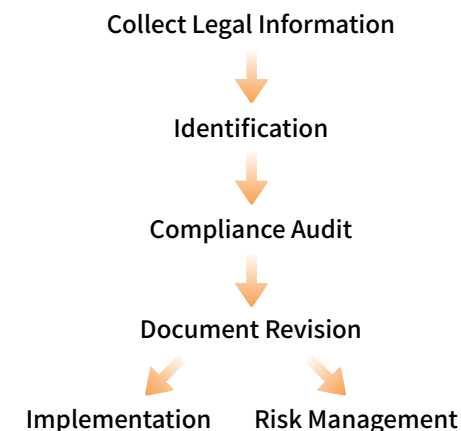 Collect Legal Information
Identification
Compliance Audit
Document Revision
Implementation Risk Management